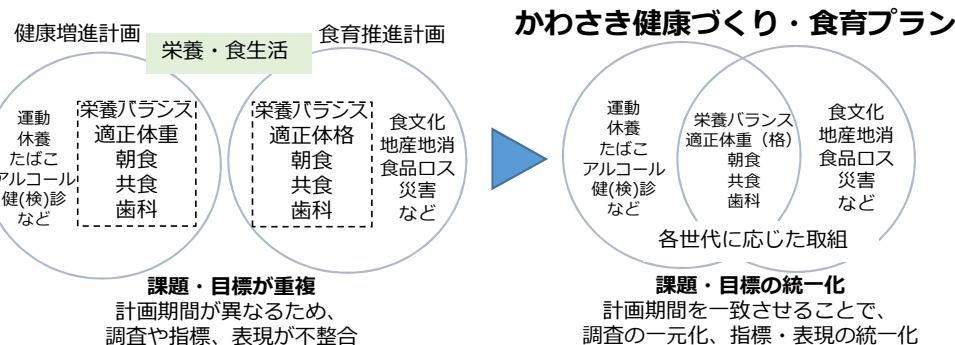 かわさき健康づくり・食育プラン
健康増進計画
食育推進計画
栄養・食生活
運動
休養
たばこ
アルコール
健(検)診
など
栄養バランス
適正体重
朝食
共食
歯科
栄養バランス
適正体格
朝食
共食
歯科
食文化
地産地消
食品ロス
災害
など
課題・目標が重複
計画期間が異なるため、
調査や指標、表現が不整合
運動
休養
たばこ
アルコール
健(検)診
など
栄養バランス
適正体重（格）
朝食
共食
歯科
食文化
地産地消
食品ロス
災害
など
各世代に応じた取組
課題・目標の統一化
計画期間を一致させることで、
調査の一元化、指標・表現の統一化